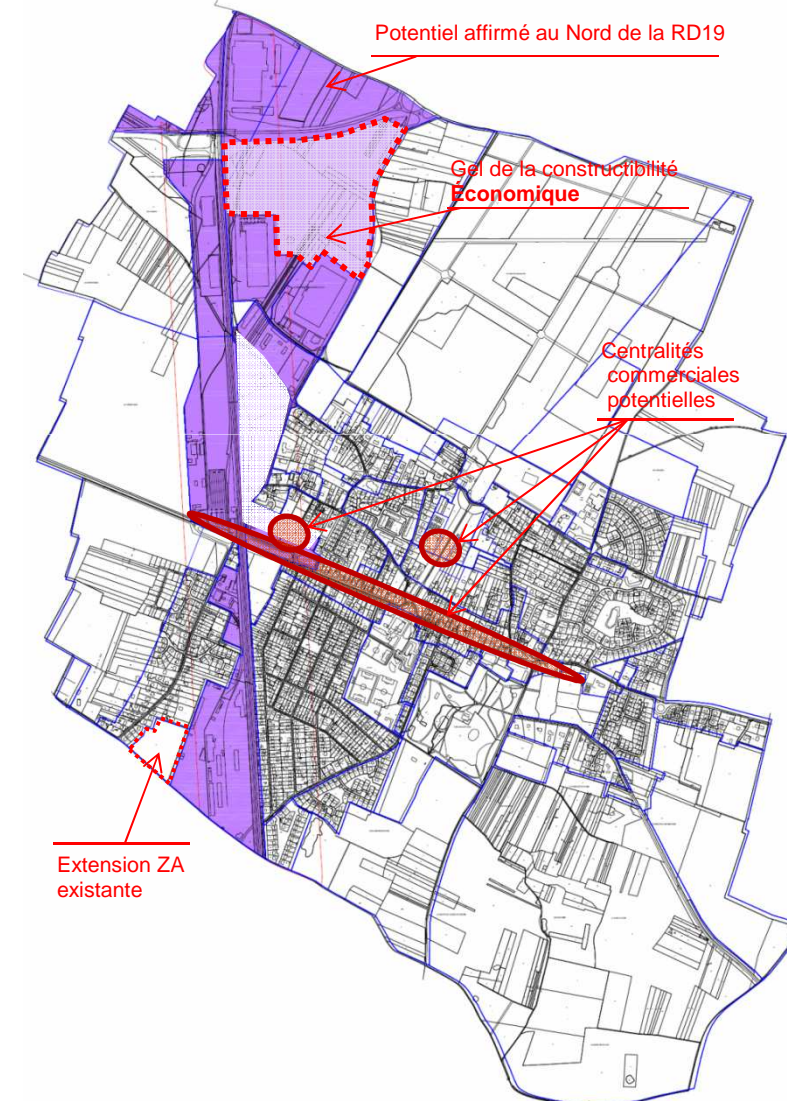 Potentiel affirmé au Nord de la RD19
Gel de la constructibilité
Économique
Centralités
commerciales
potentielles
Extension ZA
existante